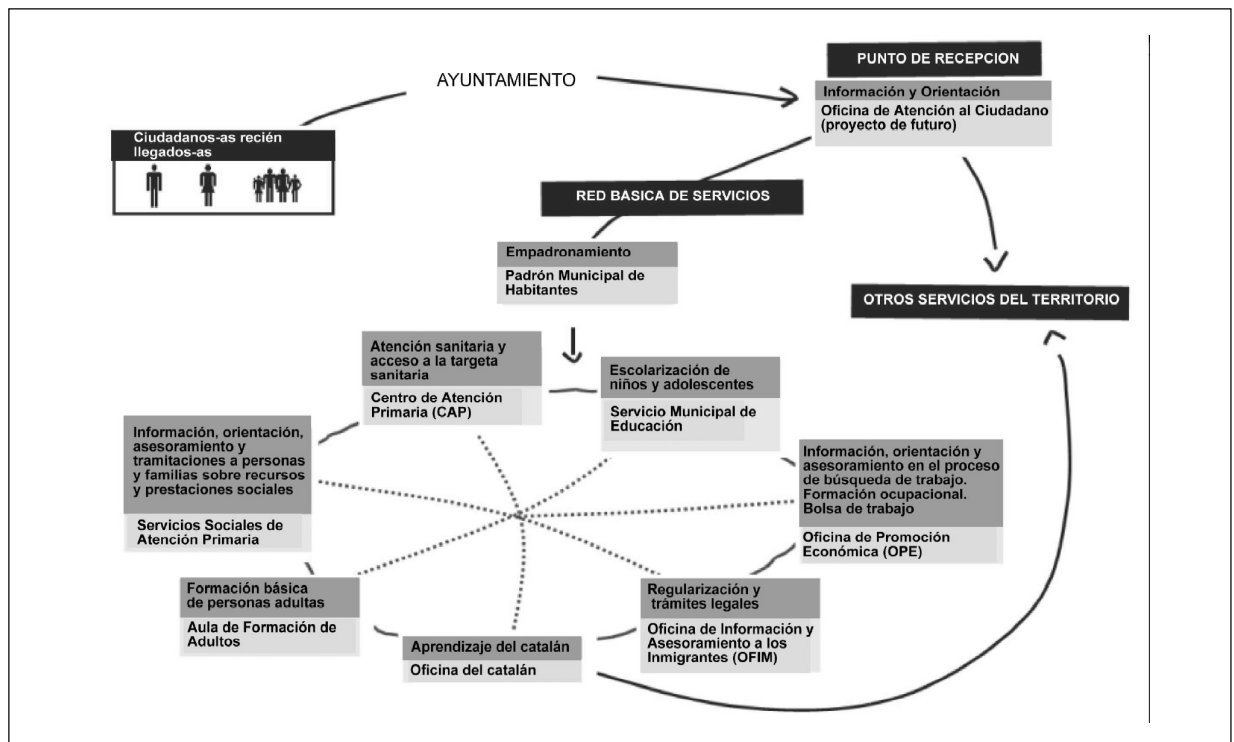 AYUNTAMIENTO
PUNTO DE RECEPCION
Información y Orientación
Oficina de Atención al Ciudadano
(proyecto de futuro)
Ciudadanos-as recién
llegados-as
RED BASICA DE SERVICIOS
Empadronamiento
Padrón Municipal de
Habitantes
OTROS SERVICIOS DEL TERRITORIO
Atención sanitaria y
acceso a la targeta
sanitaria
Centro de Atención
Primaria (CAP)
Escolarización de
niños y adolescentes
Servicio Municipal de
Educación
Información, orientación,
asesoramiento y
tramitaciones a personas
y familias sobre recursos
y prestaciones sociales
Servicios Sociales de
Atención Primaria
Información, orientación y
asesoramiento en el proceso
de búsqueda de trabajo.
Formación ocupacional.
Bolsa de trabajo
Oficina de Promoción
Económica (OPE)
Formación básica
de personas adultas
Aula de Formación de
Adultos
Aprendizaje del catalán
Oficina del catalán
Regularización y
trámites legales
Oficina de Información y
Asesoramiento a los
Inmigrantes (OFIM)